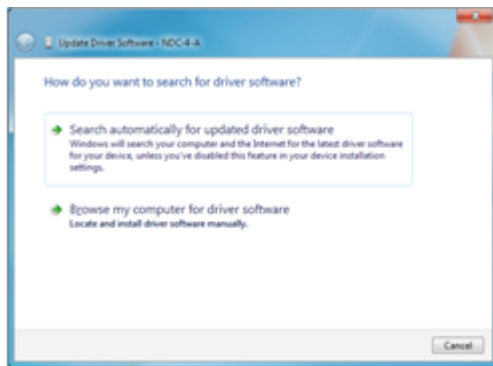 Update Driver Software - NDC-4-A
How do you want to search for driver software?
Search automatically for updated driver software
Windows will search your computer and the Internet for the latest driver software
for your device, unless you've disabled this feature in your device installation
settings.
Browse my computer for driver software
Locate and install driver software manually.
Cancel